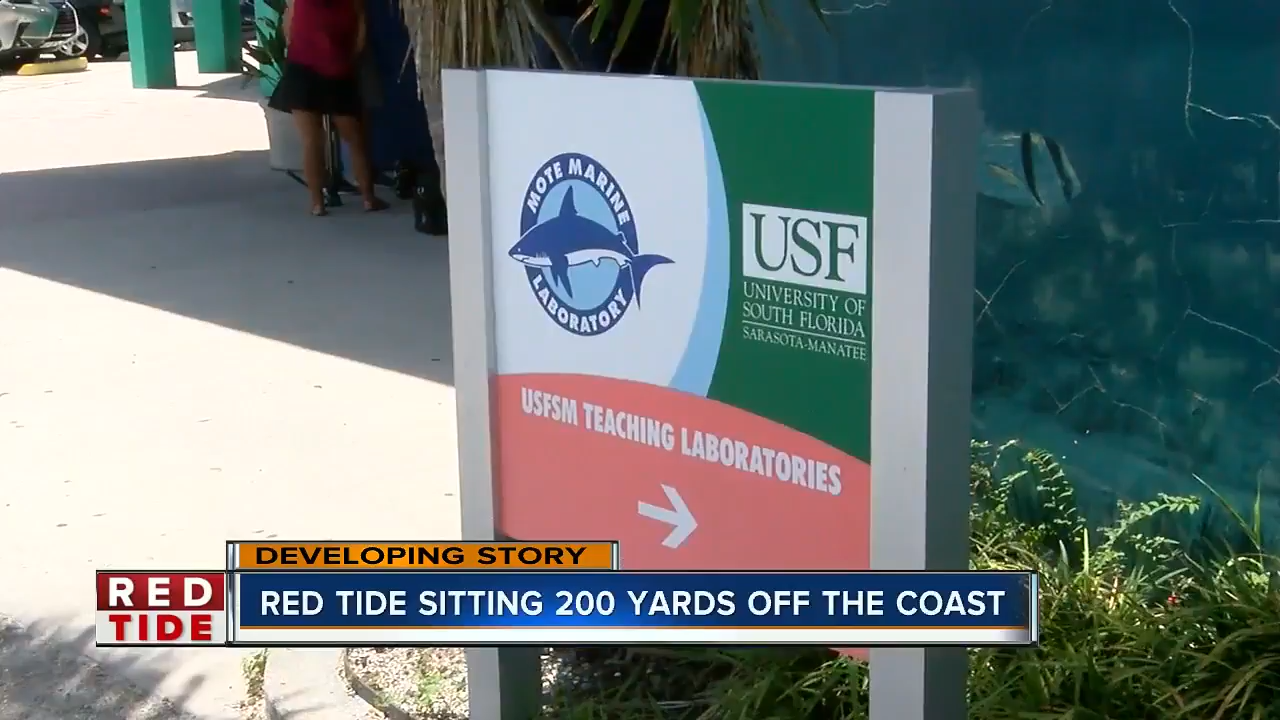 MOTE MARINE
LABORATORY
USF
UNIVERSITY OF
SOUTH FLORIDA
SARASOTA-MANATEE
USFSM TEACHING LABORATORIES
DEVELOPING STORY
RED
TIDE
RED TIDE SITTING 200 YARDS OFF THE COAST